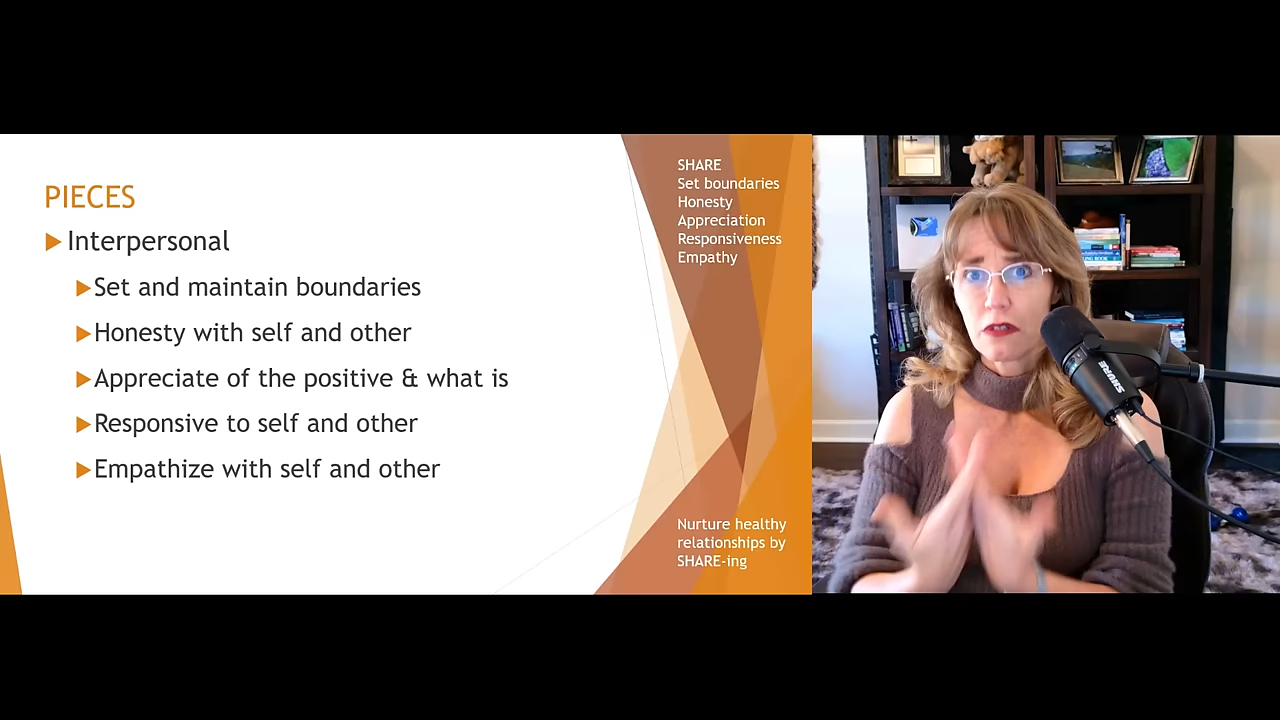 PIECES
Interpersonal
Set and maintain boundaries
Honesty with self and other
Appreciate of the positive & what is
Responsive to self and other
Empathize with self and other
SHARE
Set boundaries
Honesty
Appreciation
Responsiveness
Empathy
Nurture healthy
relationships by
SHARE-ing
SHURE